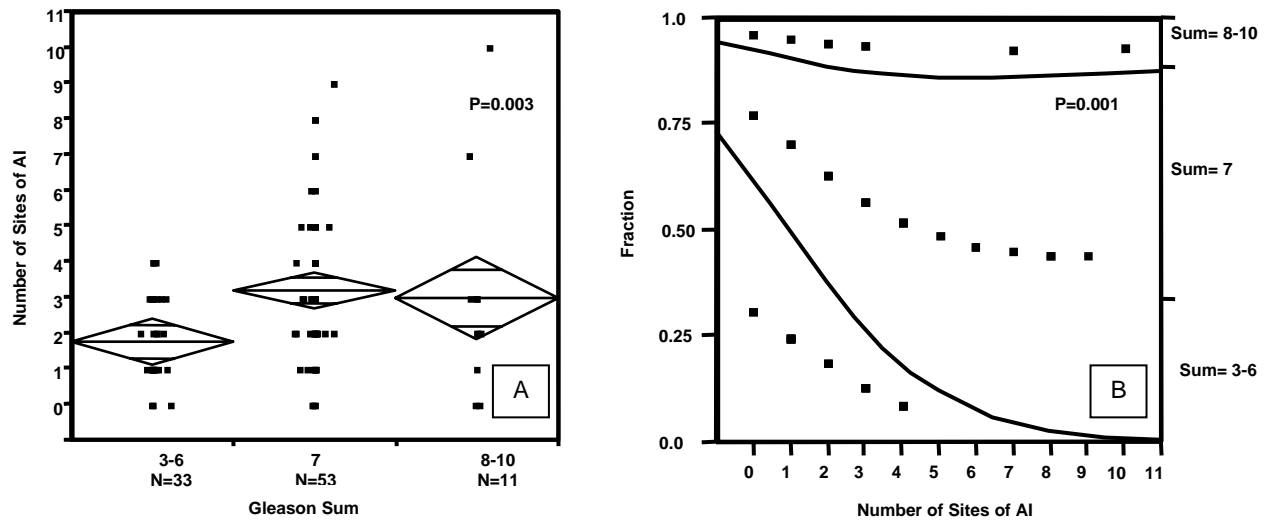 11
10
9
8
7
6
5
4
3
2
1
0
Number of Sites of AI
P=0.003
A
3-6
7
8-10
N=33
N=53
N=11
Gleason Sum
1.0
0.75
0.50
0.25
0.0
Fraction
P=0.001
B
Sum= 8-10
Sum= 7
Sum= 3-6
0 1 2 3 4 5 6 7 8 9 10 11
Number of Sites of AI